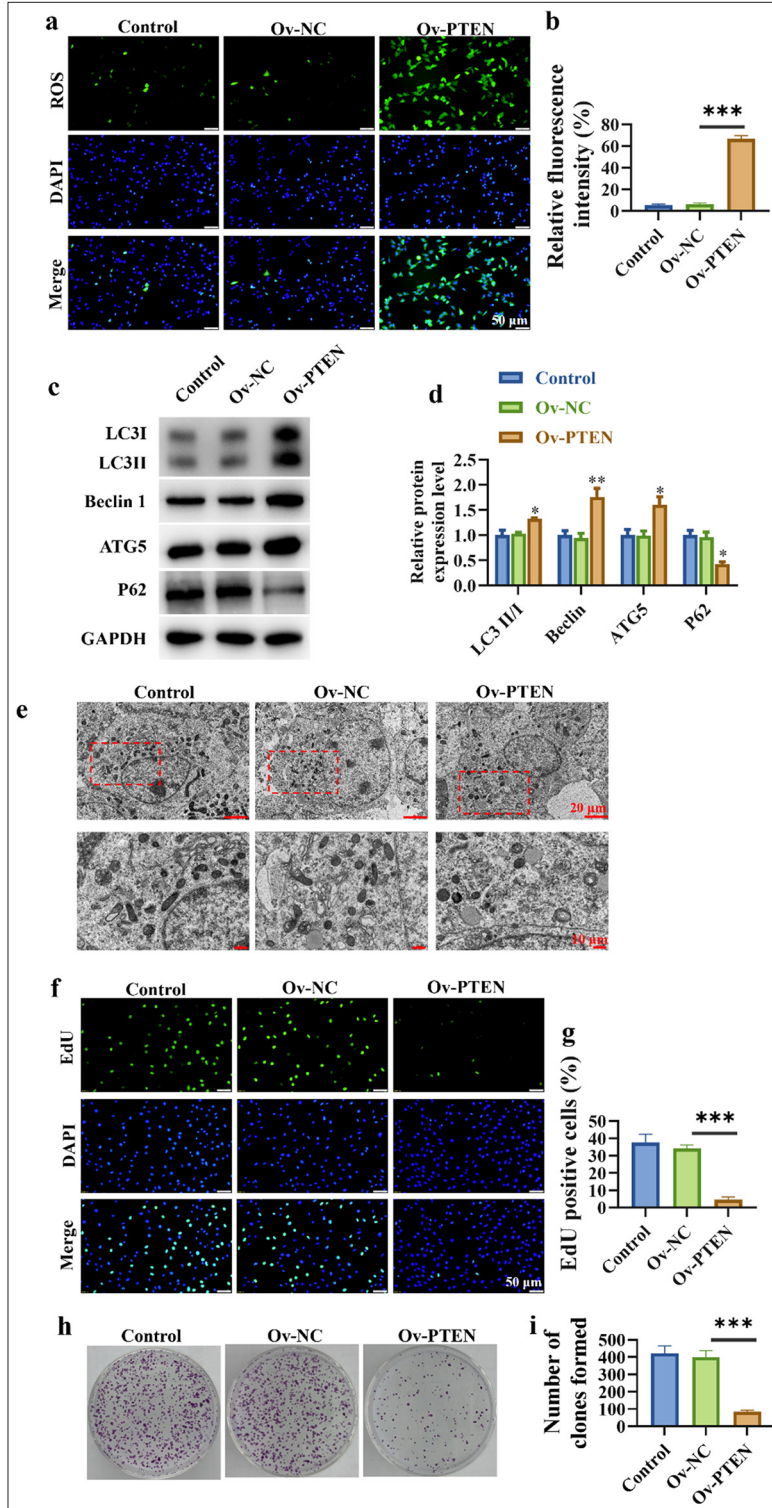 a
Control
Ov-NC
Ov-PTEN
ROS
DAPI
Merge
50 µm
b
Relative fluorescence
intensity (%)
80
60
40
20
0
***
Control
Ov-NC
Ov-PTEN
c
Control
Ov-NC
Ov-PTEN
LC3I
LC3II
Beclin 1
ATG5
P62
GAPDH
d
Control
Ov-NC
Ov-PTEN
Relative protein
expression level
2.5
2.0
1.5
1.0
0.5
0.0
*
**
*
*
LC3 II/I
Beclin
ATG5
P62
e
Control
Ov-NC
Ov-PTEN
20 µm
10 µm
f
Control
Ov-NC
Ov-PTEN
EdU
DAPI
Merge
50 µm
g
EdU positive cells (%)
50
40
30
20
10
0
***
Control
Ov-NC
Ov-PTEN
h
Control
Ov-NC
Ov-PTEN
i
Number of
clones formed
500
400
300
200
100
0
***
Control
Ov-NC
Ov-PTEN